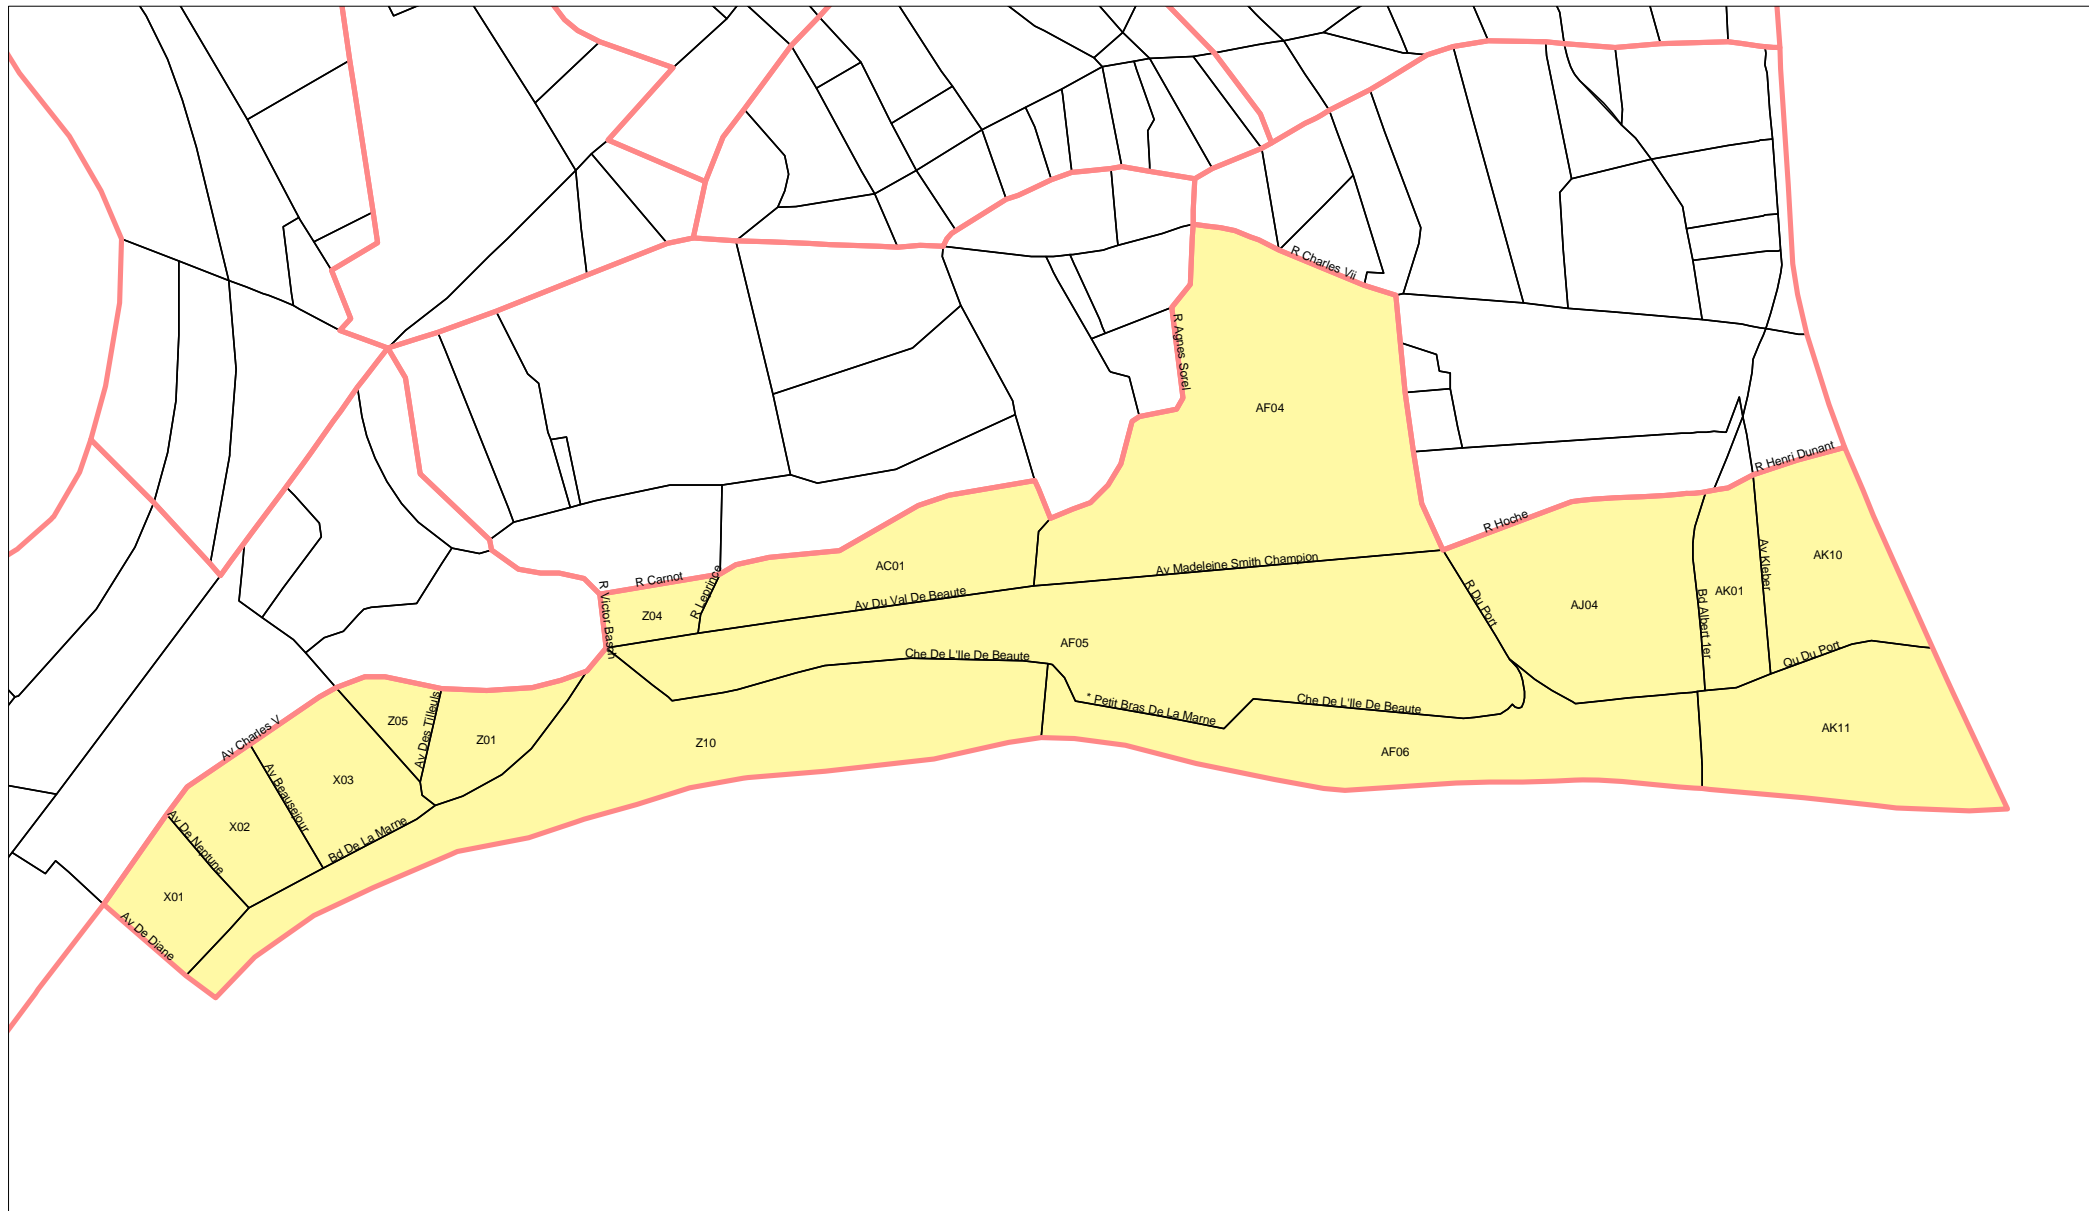 R Charles Vii
R Agnes Sorel
AF04
R Henri Dunant
R Hoche
Av Kleber
AK10
AC01
Av Madeleine Smith Champion
R Carnot
R Leprince
R Victor Basch
Z04
Av Du Val De Beaute
R Du Port
AJ04
Bd Albert 1er
AK01
AF05
Che De L'Ile De Beaute
Qu Du Port
* Petit Bras De La Marne
Che De L'Ile De Beaute
Av Charles V
Z05
Av Des Tilleuls
Z01
Z10
AF06
AK11
Av Beausejour
X03
X02
Bd De La Marne
Av De Neptune
X01
Av De Diane